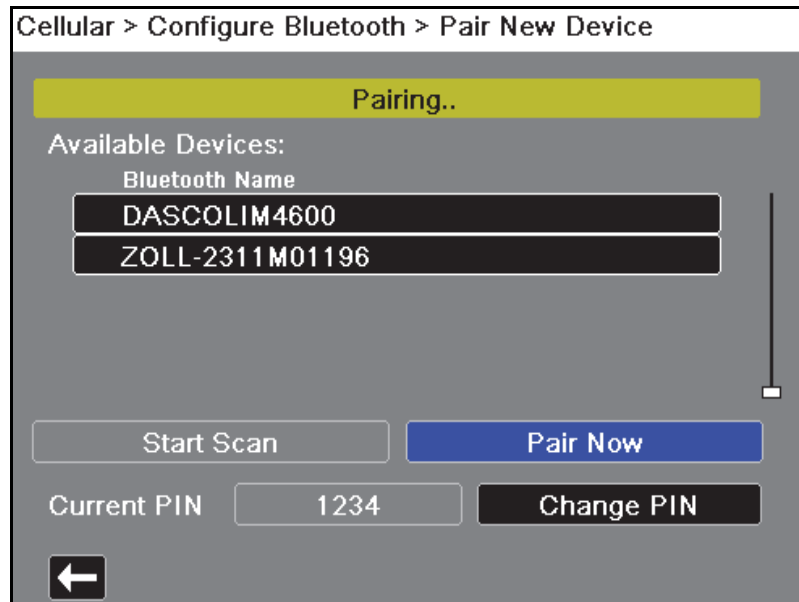 Cellular > Configure Bluetooth > Pair New Device
Pairing..
Available Devices:
Bluetooth Name
DASCOLIM4600
ZOLL-2311M01196
Start Scan Pair Now
Current PIN 1234 Change PIN